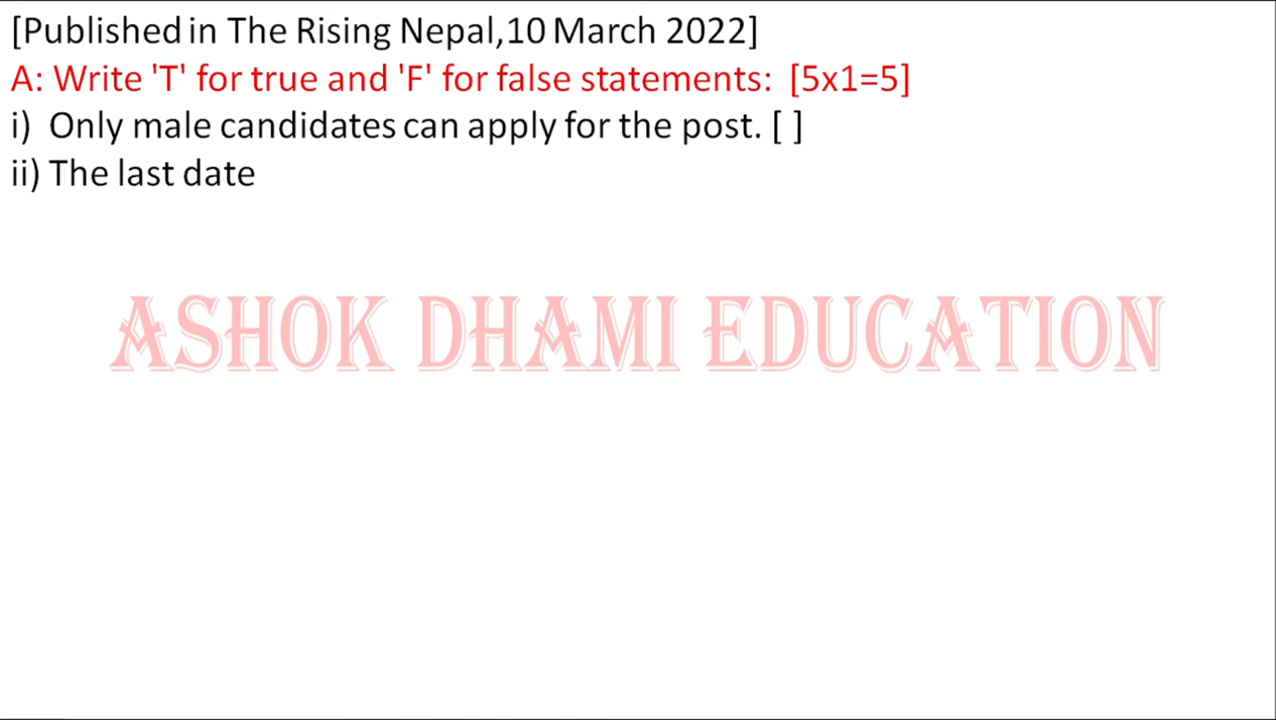 [Published in The Rising Nepal,10 March 2022]
A: Write 'T' for true and 'F' for false statements: [5x1=5]
i) Only male candidates can apply for the post. [ ]
ii) The last date
ASHOK DHAMI EDUCATION